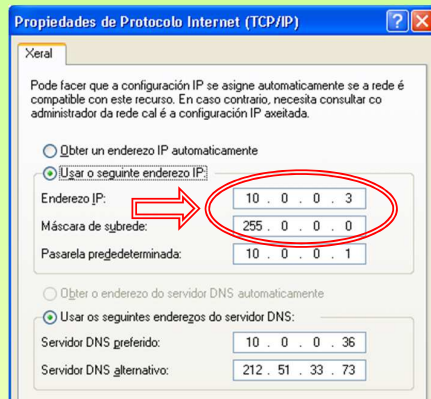 Propiedades de Protocolo Internet (TCP/IP)
Xeral
Pode facer que a configuración IP se asigne automaticamente se a rede é
compatible con este recurso. En caso contrario, necesita consultar co
administrador da rede cal é a configuración IP axeitada.
Obter un enderezo IP automaticamente
Usar o seguinte enderezo IP:
Enderezo IP: 10 . 0 . 0 . 3
Máscara de subrede: 255 . 0 . 0 . 0
Pasarela predeterminada: 10 . 0 . 0 . 1
Obter o enderezo do servidor DNS automaticamente
Usar os seguintes enderezos do servidor DNS:
Servidor DNS preferido: 10 . 0 . 0 . 36
Servidor DNS alternativo: 212 . 51 . 33 . 73